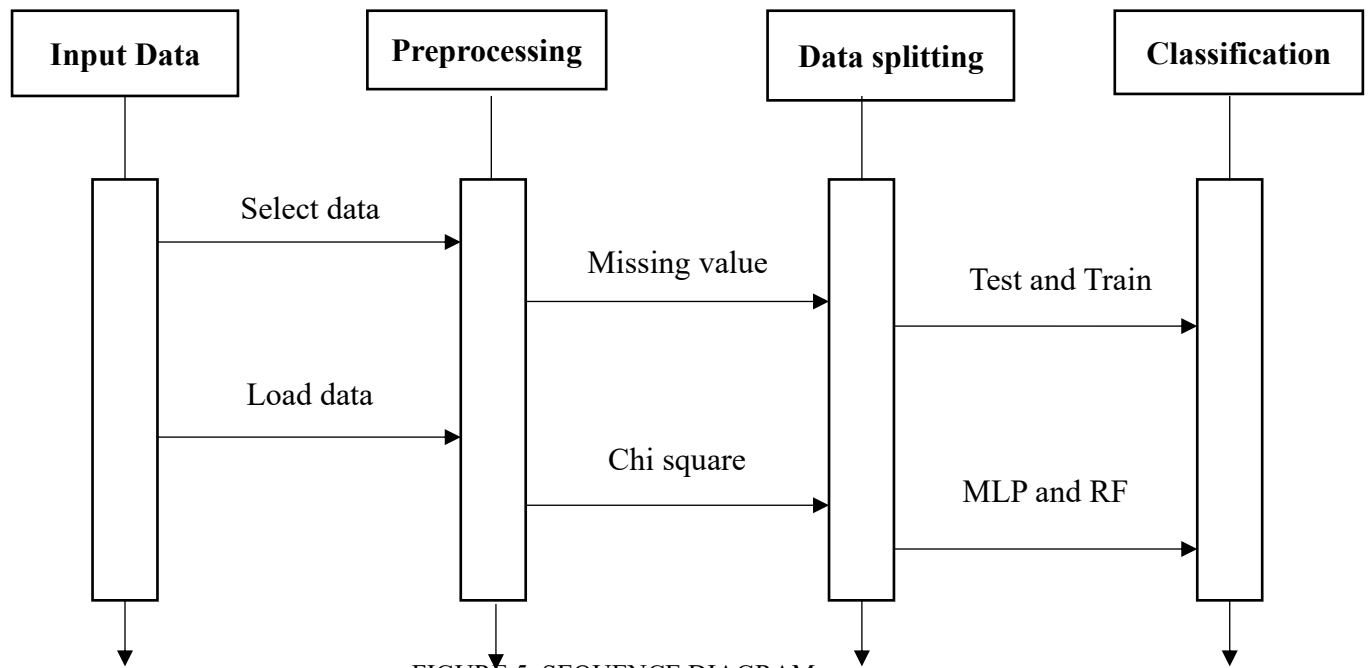 Input Data
Preprocessing
Data splitting
Classification
Select data
Missing value
Test and Train
Load data
Chi square
MLP and RF
FIGURE 5. SEQUENCE DIAGRAM